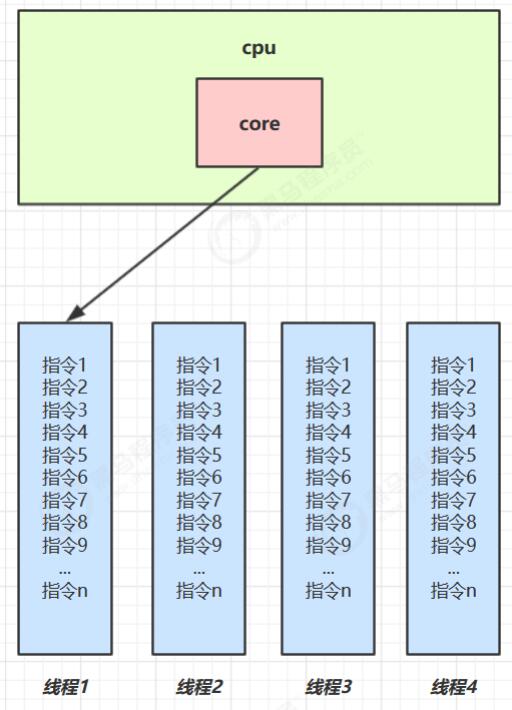 cpu
core
指令1 指令1 指令1 指令1
指令2 指令2 指令2 指令2
指令3 指令3 指令3 指令3
指令4 指令4 指令4 指令4
指令5 指令5 指令5 指令5
指令6 指令6 指令6 指令6
指令7 指令7 指令7 指令7
指令8 指令8 指令8 指令8
指令9 指令9 指令9 指令9
... ... ... ...
指令n 指令n 指令n 指令n
线程1 线程2 线程3 线程4
黑马程序员